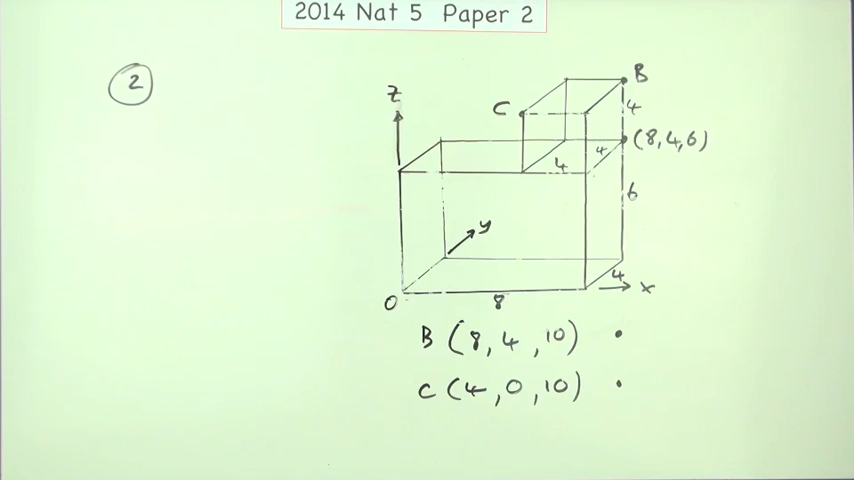 2014 Nat 5 Paper 2
2
B
z
C
4
(8,4,6)
4
4
6
y
4
x
O
8
B (8, 4, 10) •
C (4, 0, 10) •